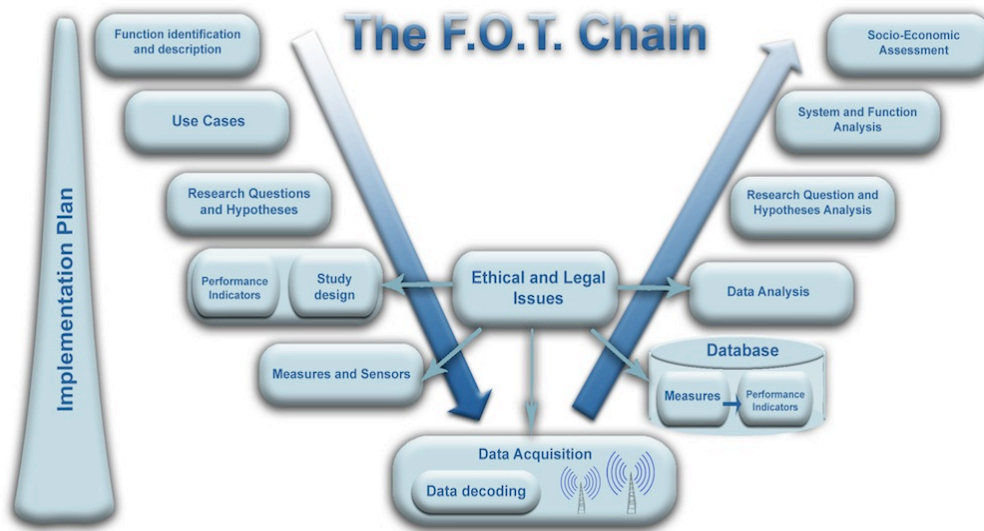 The F.O.T. Chain
Implementation Plan
Function identification
and description
Use Cases
Research Questions
and Hypotheses
Performance
Indicators
Study
design
Measures and Sensors
Ethical and Legal
Issues
Data Acquisition
Data decoding
Database
Measures
Performance
Indicators
Data Analysis
Research Question and
Hypotheses Analysis
System and Function
Analysis
Socio-Economic
Assessment